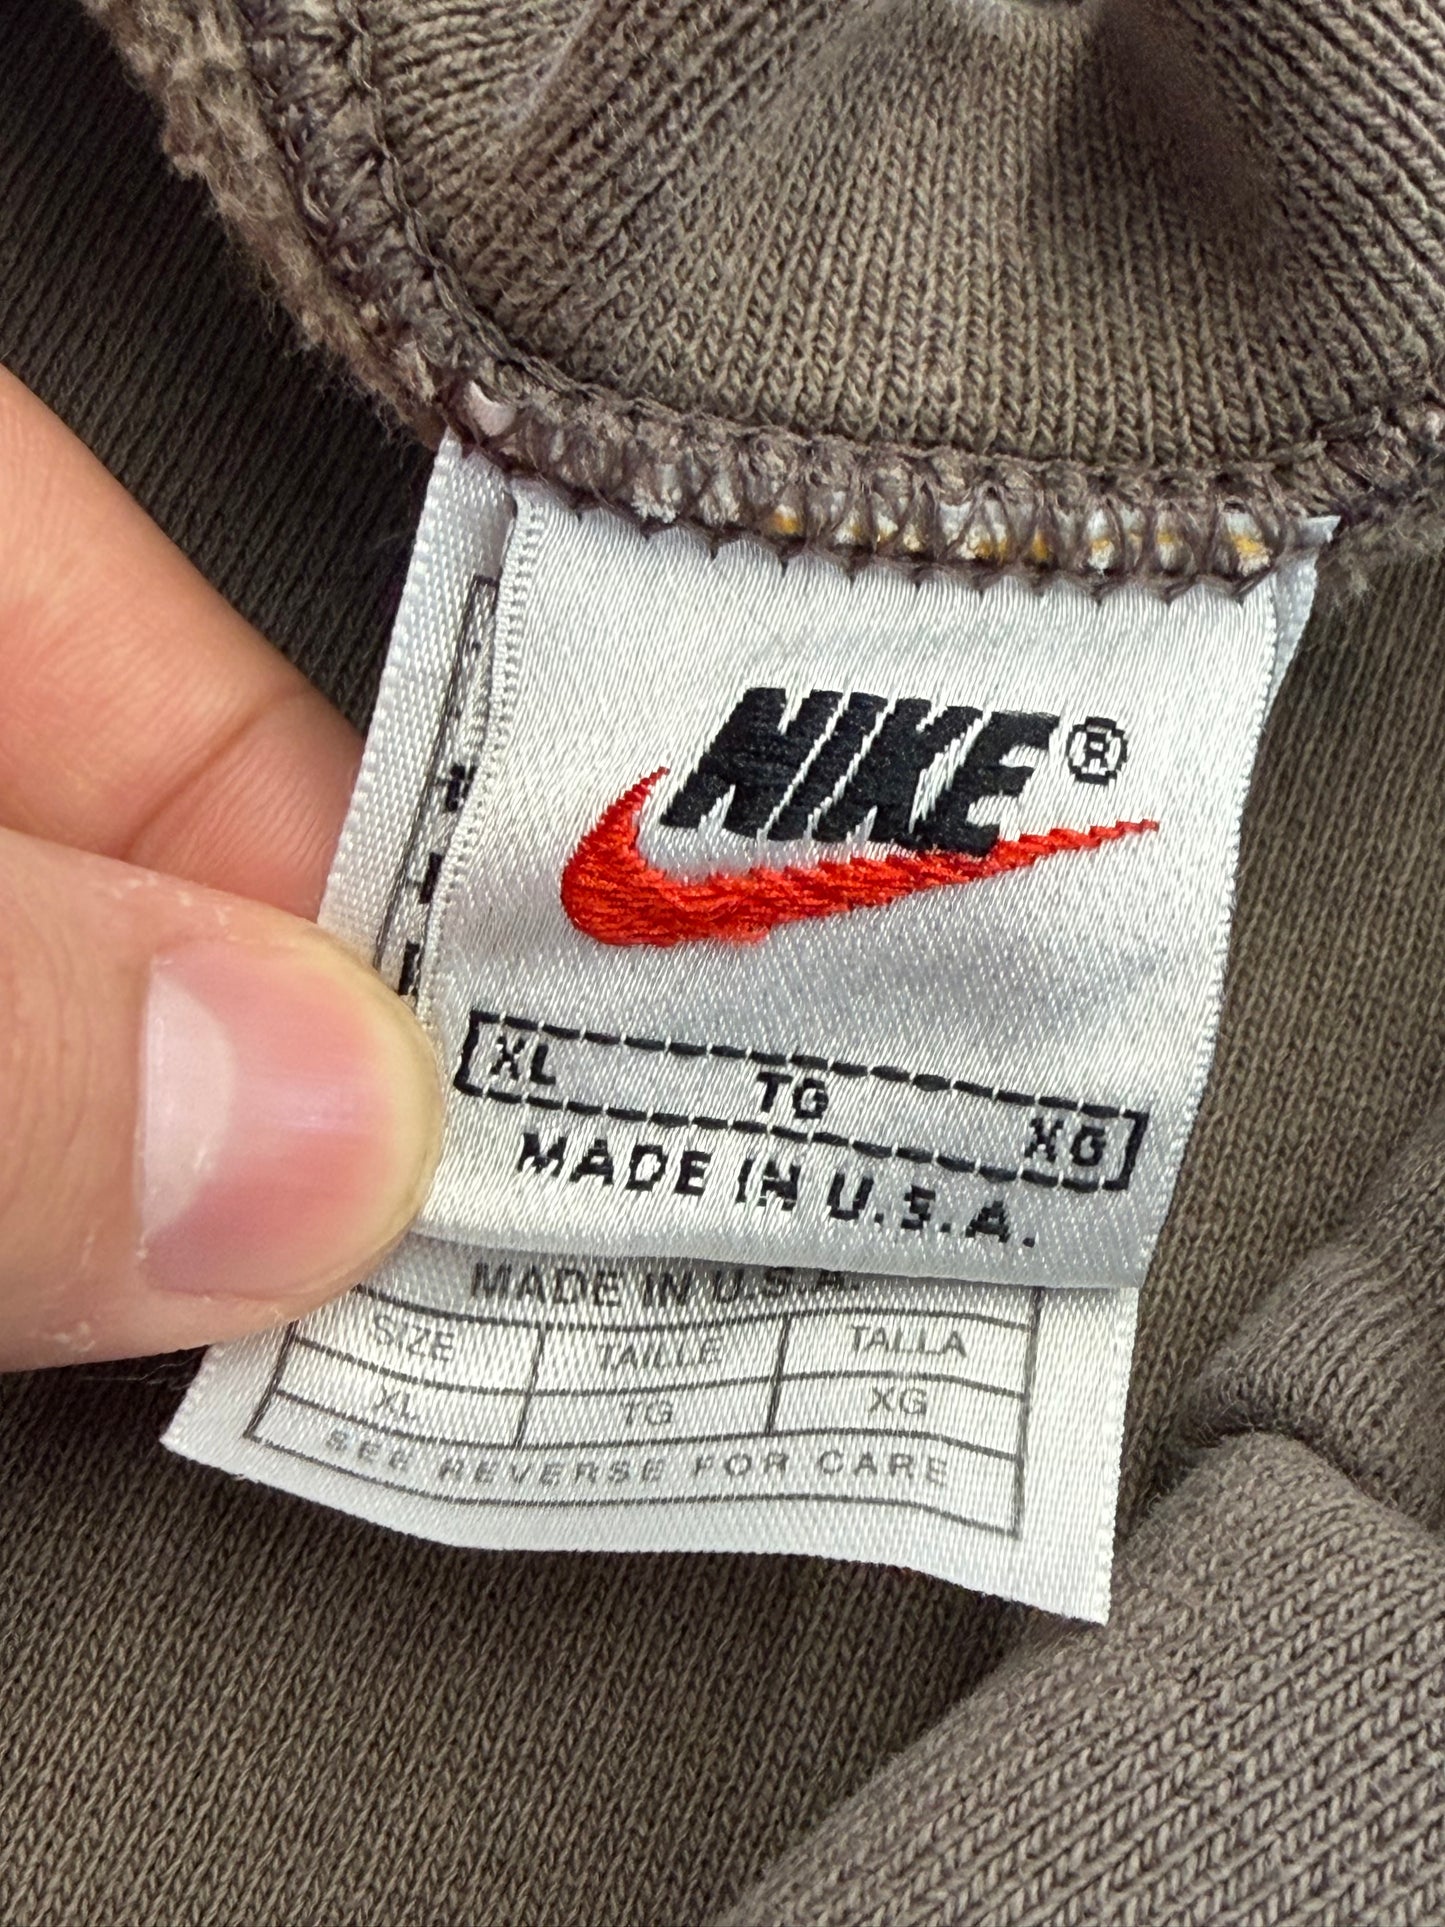 NIKE®
XL TG XG
MADE IN U.S.A.
MADE IN U.S.A.
SIZE TAILLE TALLA
XL TG XG
SEE REVERSE FOR CARE